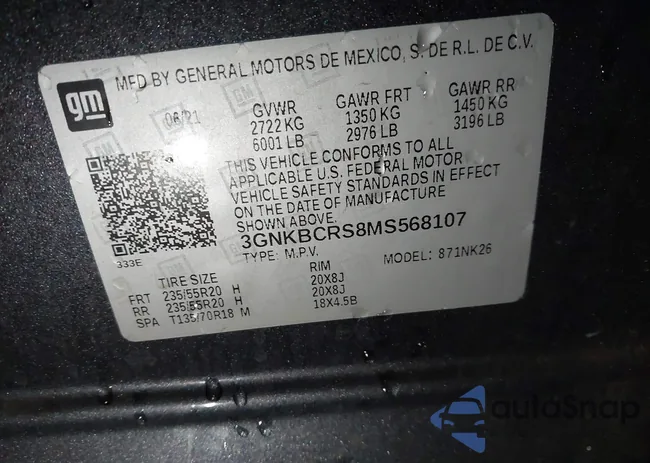 MFD BY GENERAL MOTORS DE MEXICO, S. DE R.L. DE C.V.
gm
06/21
GVWR GAWR FRT GAWR RR
2722 KG 1350 KG 1450 KG
6001 LB 2976 LB 3196 LB
THIS VEHICLE CONFORMS TO ALL
APPLICABLE U.S. FEDERAL MOTOR
VEHICLE SAFETY STANDARDS IN EFFECT
ON THE DATE OF MANUFACTURE
SHOWN ABOVE.
3GNKBCRS8MS568107
333E
TYPE: M.P.V. MODEL: 871NK26
TIRE SIZE RIM
FRT 235/55R20 H 20X8J
RR 235/55R20 H 20X8J
SPA T135/70R18 M 18X4.5B
autoSnap